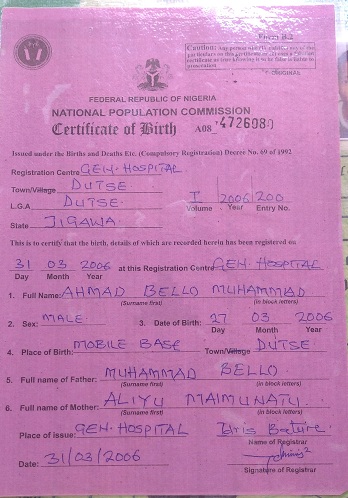 Form B.1
Caution: Any person who
particulars on this certificate
certificate as true knowing it to be false is liable to
prosecution
ORIGINAL
FEDERAL REPUBLIC OF NIGERIA
NATIONAL POPULATION COMMISSION
Certificate of Birth A08 472608
Issued under the Births and Deaths Etc. (Compulsory Registration) Decree No. 69 of 1992
Registration Centre GEN. HOSPITAL
Town/Village DUTSE I 2006 200
L.G.A DUTSE Volume Year Entry No.
State JIGAWA
This is to certify that the birth, details of which are recorded herein has been registered on
31 03 2006 at this Registration Centre GEN. HOSPITAL
Day Month Year
1. Full Name: AHMAD BELLO MUHAMMAD
(Surname first) (in block letters)
2. Sex: MALE 3. Date of Birth: 27 03 2006
Day Month Year
4. Place of Birth: MOBILE BASE Town/Village DUTSE
5. Full name of Father: MUHAMMAD BELLO
(Surname first) (in block letters)
6. Full name of Mother: ALIYU MAIMUNATU
(Surname first) (in block letters)
Place of issue: GEN. HOSPITAL Idris
Name of Registrar
Date: 31/03/2006
Signature of Registrar